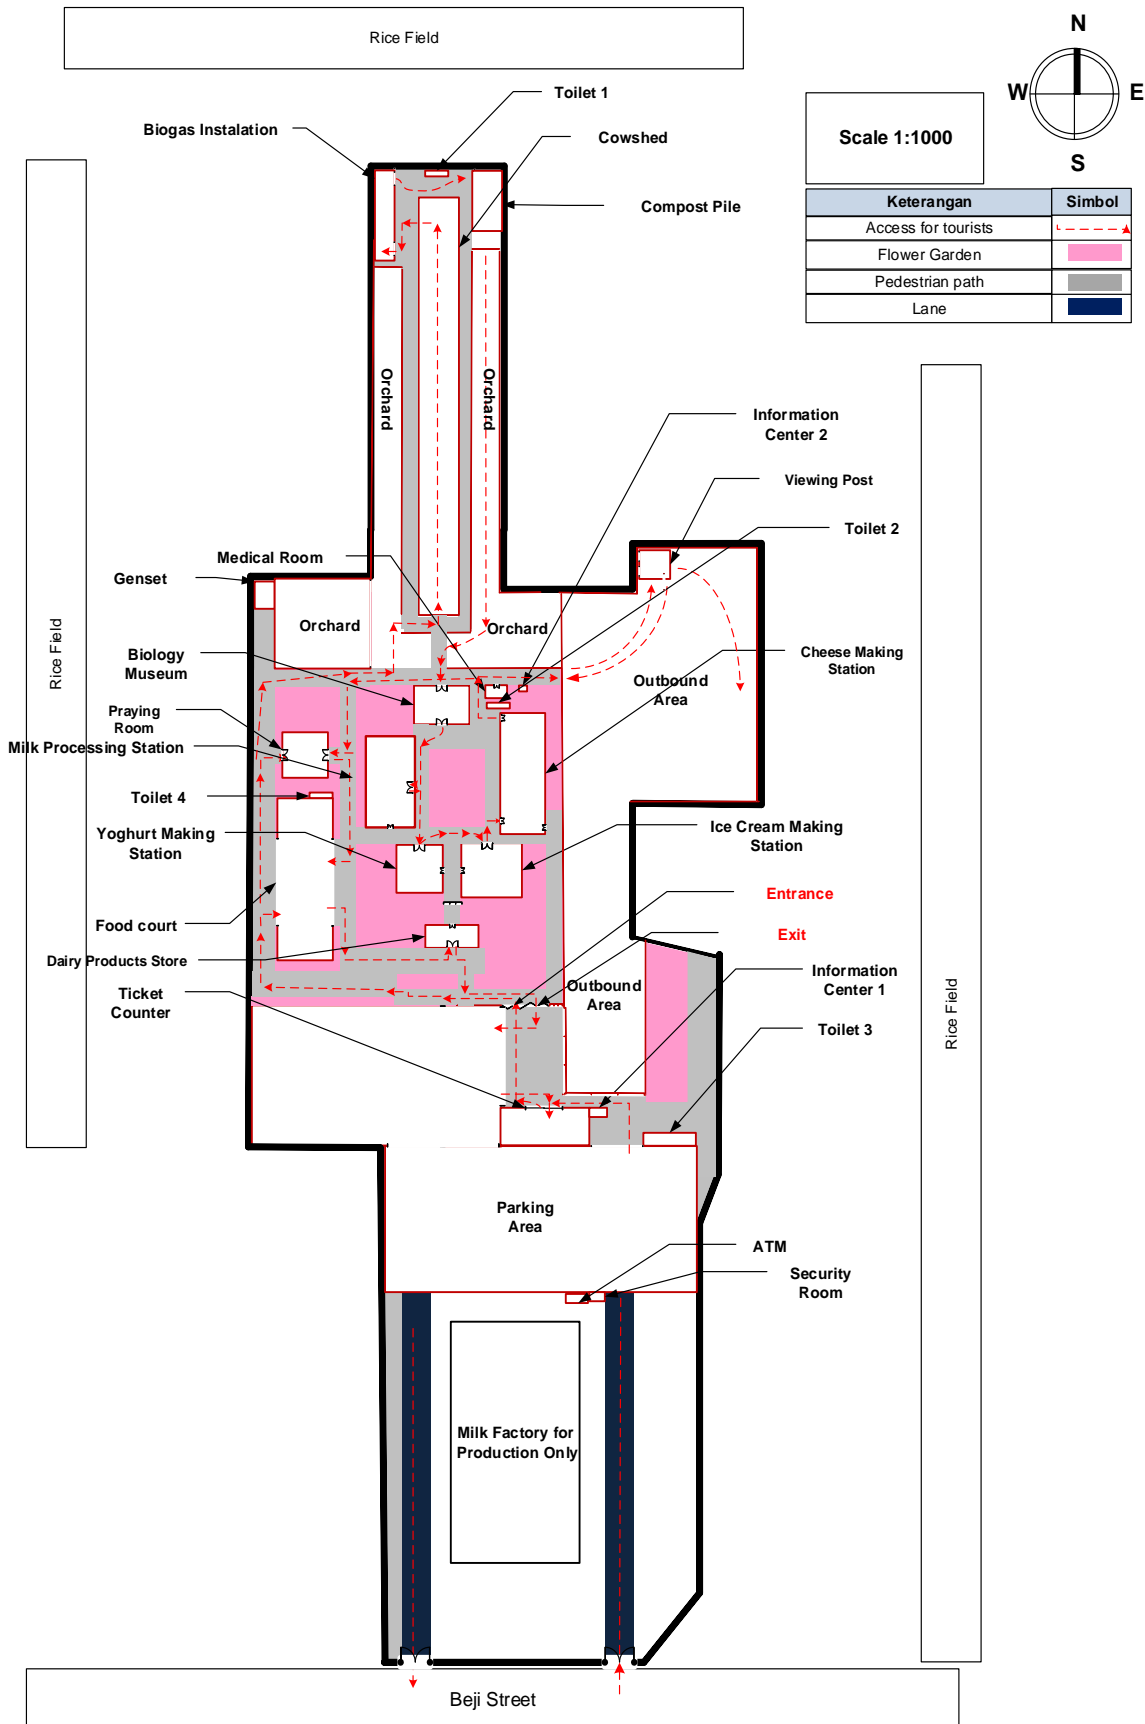 Rice Field
N
W
E
S
Toilet 1
Biogas Instalation
Cowshed
Scale 1:1000
Compost Pile
Keterangan
Simbol
Access for tourists
Flower Garden
Pedestrian path
Lane
Orchard
Orchard
Information
Center 2
Viewing Post
Toilet 2
Medical Room
Genset
Orchard
Orchard
Rice Field
Biology
Museum
Cheese Making
Station
Outbound
Area
Praying
Room
Milk Processing Station
Toilet 4
Yoghurt Making
Station
Ice Cream Making
Station
Entrance
Food court
Exit
Dairy Products Store
Information
Center 1
Ticket
Counter
Outbound
Area
Toilet 3
Rice Field
Parking
Area
ATM
Security
Room
Milk Factory for
Production Only
Beji Street